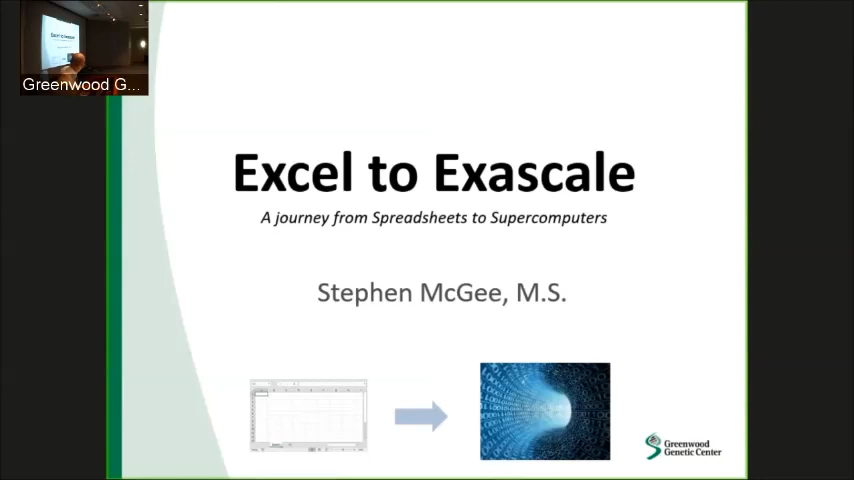 Greenwood G...
Excel to Exascale
A journey from Spreadsheets to Supercomputers
Stephen McGee, M.S.
Greenwood
Genetic Center